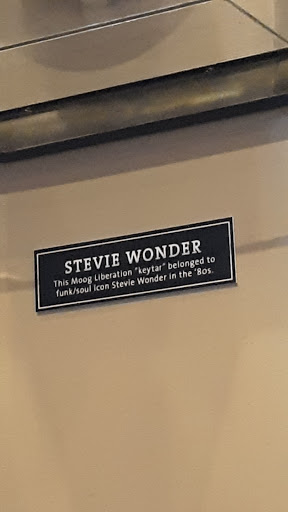 STEVIE WONDER
This Moog Liberation "keytar" belonged to
funk/soul icon Stevie Wonder in the '80s.